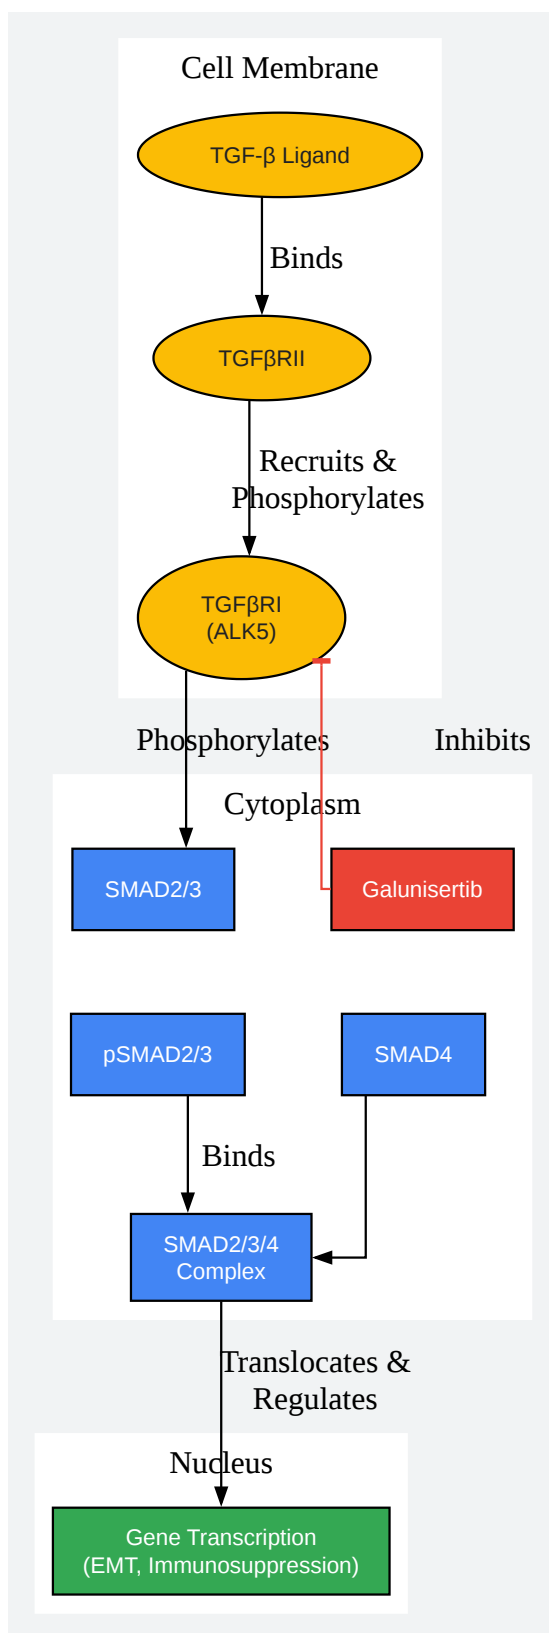 Cell Membrane
TGF-β Ligand
Binds
TGFβRII
Recruits &
Phosphorylates
TGFβRI
(ALK5)
Phosphorylates
Inhibits
Cytoplasm
SMAD2/3
Galunisertib
pSMAD2/3
SMAD4
Binds
SMAD2/3/4
Complex
Translocates &
Regulates
Nucleus
Gene Transcription
(EMT, Immunosuppression)